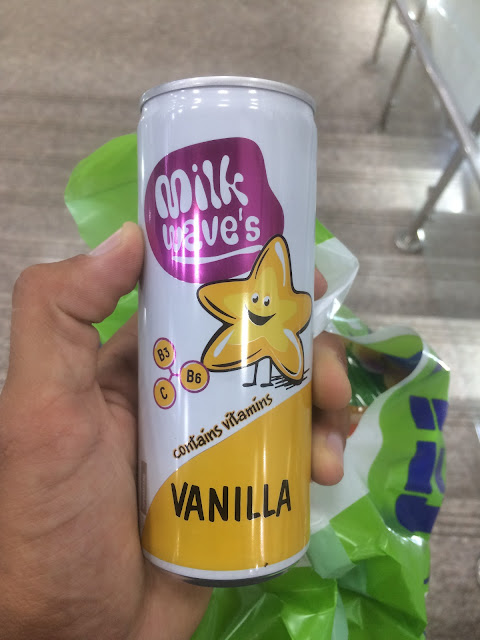 Milk
wave's
B3
C
B6
contains vitamins
VANILLA